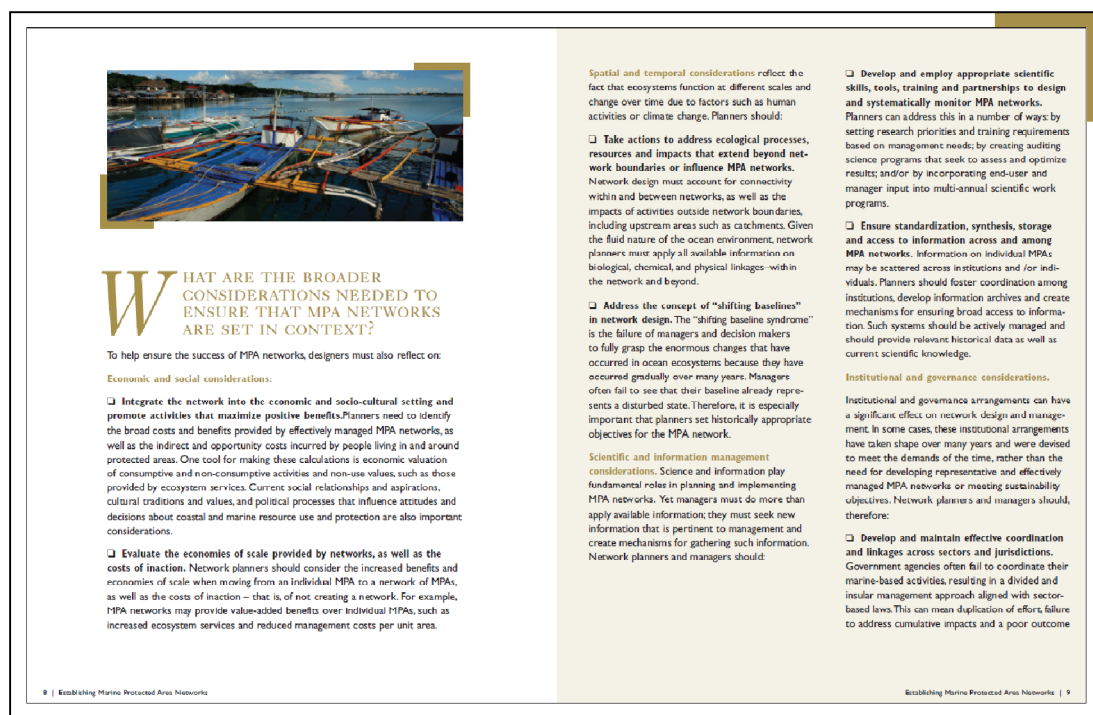 WHAT ARE THE BROADER
CONSIDERATIONS NEEDED TO
ENSURE THAT MPA NETWORKS
ARE SET IN CONTEXT?
To help ensure the success of MPA networks, designers must also reflect on:
Economic and social considerations:
❏ Integrate the network into the economic and socio-cultural setting and
promote activities that maximize positive benefits.Planners need to identify
the broad costs and benefits provided by effectively managed MPA networks, as
well as the indirect and opportunity costs incurred by people living in and around
protected areas. One tool for making these calculations is economic valuation
of consumptive and non-consumptive activities and non-use values, such as those
provided by ecosystem services. Current social relationships and aspirations,
cultural traditions and values, and political processes that influence attitudes and
decisions about coastal and marine resource use and protection are also important
considerations.
❏ Evaluate the economies of scale provided by networks, as well as the
costs of inaction. Network planners should consider the increased benefits and
economies of scale when moving from an individual MPA to a network of MPAs,
as well as the costs of inaction – that is, of not creating a network. For example,
MPA networks may provide value-added benefits over individual MPAs, such as
increased ecosystem services and reduced management costs per unit area.
8 | Establishing Marine Protected Area Networks
Spatial and temporal considerations reflect the
fact that ecosystems function at different scales and
change over time due to factors such as human
activities or climate change. Planners should:
❏ Take actions to address ecological processes,
resources and impacts that extend beyond net-
work boundaries or influence MPA networks.
Network design must account for connectivity
within and between networks, as well as the
impacts of activities outside network boundaries,
including upstream areas such as catchments. Given
the fluid nature of the ocean environment, network
planners must apply all available information on
biological, chemical, and physical linkages–within
the network and beyond.
❏ Address the concept of “shifting baselines”
in network design. The “shifting baseline syndrome”
is the failure of managers and decision makers
to fully grasp the enormous changes that have
occurred in ocean ecosystems because they have
occurred gradually over many years. Managers
often fail to see that their baseline already repre-
sents a disturbed state. Therefore, it is especially
important that planners set historically appropriate
objectives for the MPA network.
Scientific and information management
considerations. Science and information play
fundamental roles in planning and implementing
MPA networks. Yet managers must do more than
apply available information; they must seek new
information that is pertinent to management and
create mechanisms for gathering such information.
Network planners and managers should:
❏ Develop and employ appropriate scientific
skills, tools, training and partnerships to design
and systematically monitor MPA networks.
Planners can address this in a number of ways: by
setting research priorities and training requirements
based on management needs; by creating auditing
science programs that seek to assess and optimize
results; and/or by incorporating end-user and
manager input into multi-annual scientific work
programs.
❏ Ensure standardization, synthesis, storage
and access to information across and among
MPA networks. Information on individual MPAs
may be scattered across institutions and /or indi-
viduals. Planners should foster coordination among
institutions, develop information archives and create
mechanisms for ensuring broad access to informa-
tion. Such systems should be actively managed and
should provide relevant historical data as well as
current scientific knowledge.
Institutional and governance considerations.
Institutional and governance arrangements can have
a significant effect on network design and manage-
ment. In some cases, these institutional arrangements
have taken shape over many years and were devised
to meet the demands of the time, rather than the
need for developing representative and effectively
managed MPA networks or meeting sustainability
objectives. Network planners and managers should,
therefore:
❏ Develop and maintain effective coordination
and linkages across sectors and jurisdictions.
Government agencies often fail to coordinate their
marine-based activities, resulting in a divided and
insular management approach aligned with sector-
based laws. This can mean duplication of effort, failure
to address cumulative impacts and a poor outcome
Establishing Marine Protected Area Networks | 9